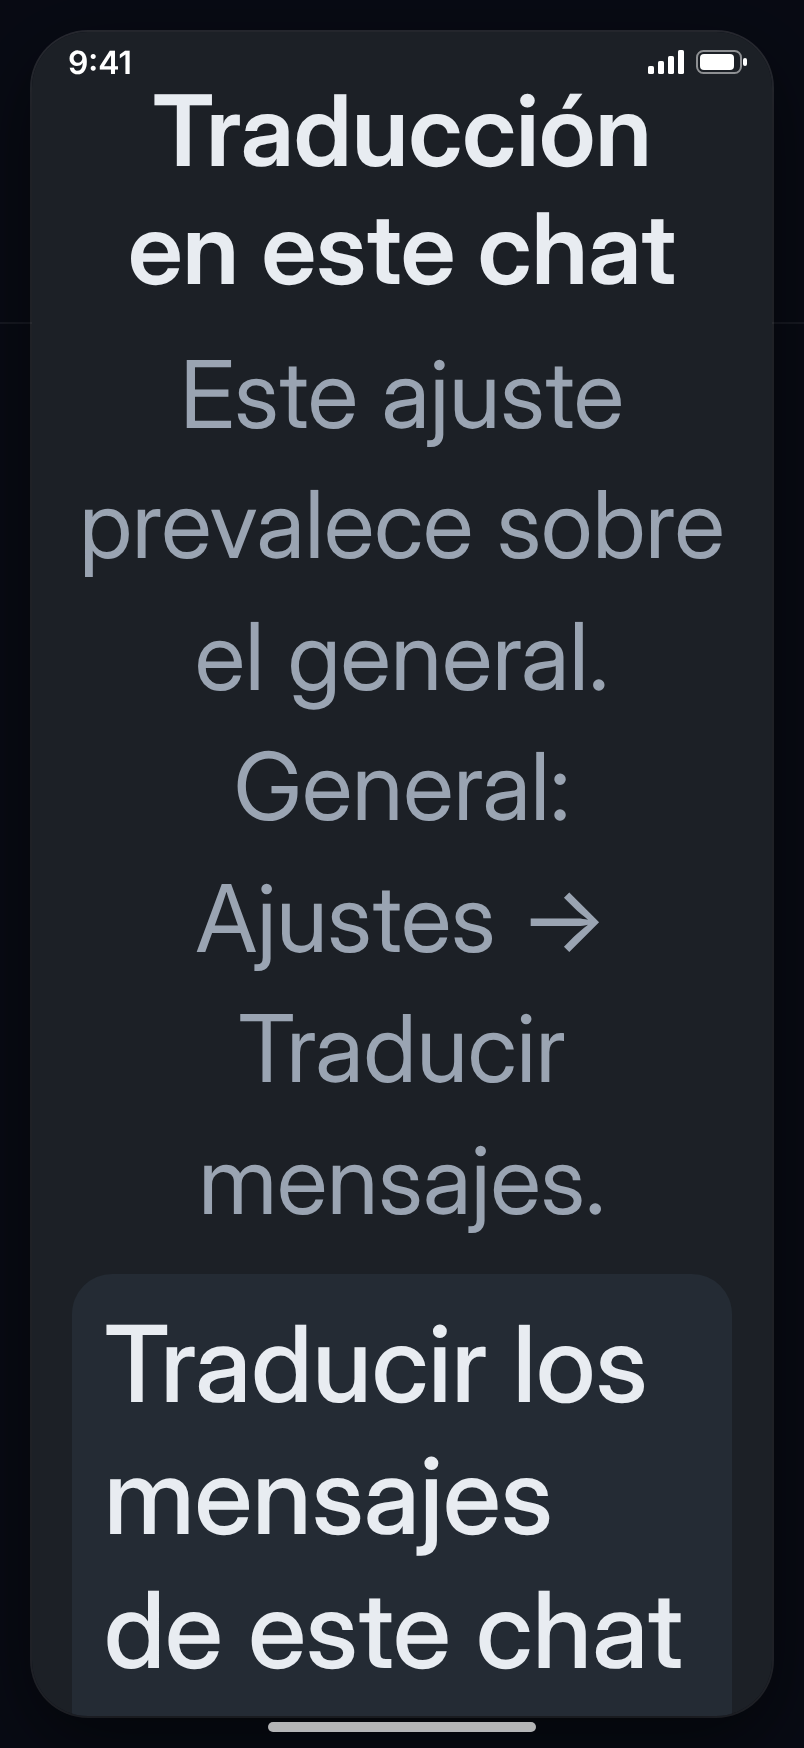 9:41
Traducción
en este chat
Este ajuste
prevalece sobre
el general.
General:
Ajustes →
Traducir
mensajes.
Traducir los
mensajes
de este chat